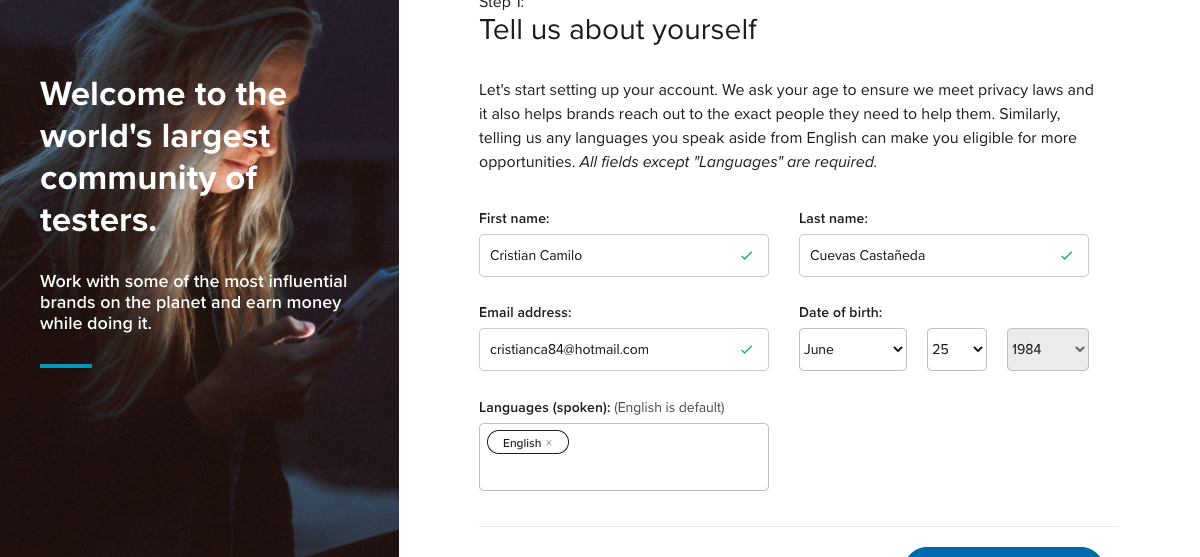 Welcome to the
world's largest
community of
testers.
Work with some of the most influential
brands on the planet and earn money
while doing it.
Step 1:
Tell us about yourself
Let's start setting up your account. We ask your age to ensure we meet privacy laws and
it also helps brands reach out to the exact people they need to help them. Similarly,
telling us any languages you speak aside from English can make you eligible for more
opportunities. All fields except "Languages" are required.
First name:
Last name:
Cristian Camilo
Cuevas Castañeda
Email address:
Date of birth:
cristianca84@hotmail.com
June
25
1984
Languages (spoken): (English is default)
English ×